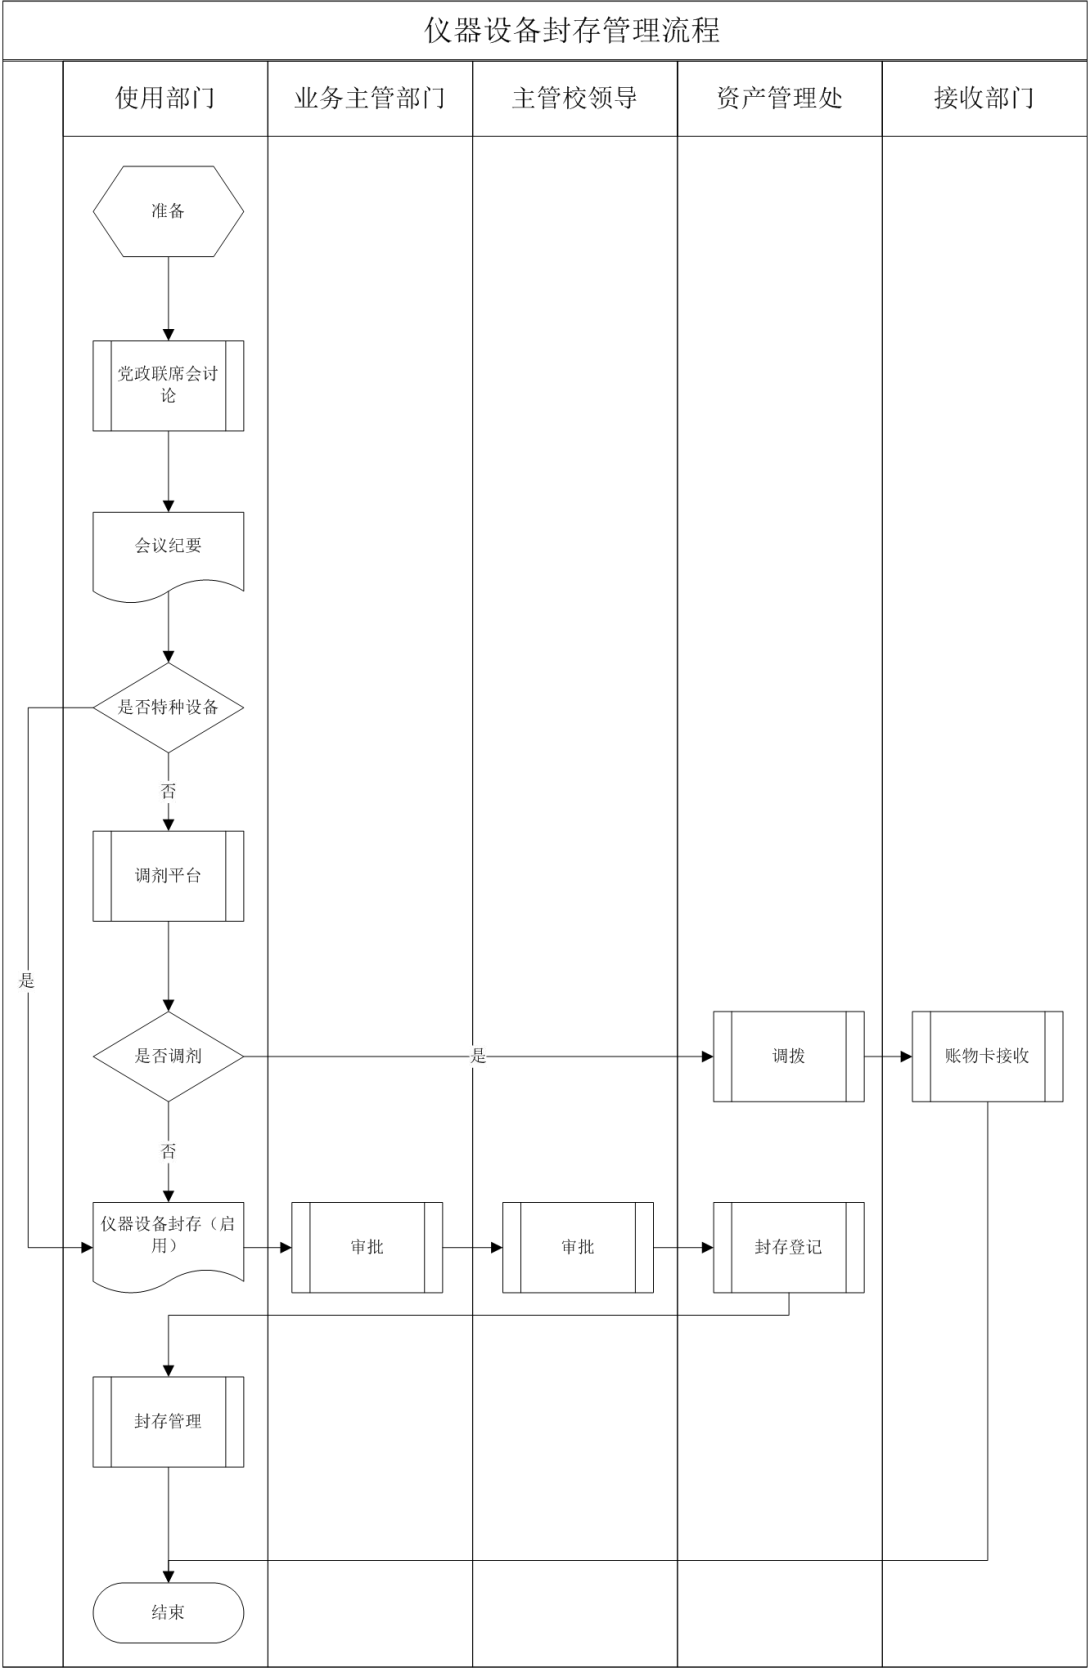 仪器设备封存管理流程
使用部门
业务主管部门
主管校领导
资产管理处
接收部门
准备
党政联席会讨
论
会议纪要
是否特种设备
否
调剂平台
是
是否调剂
是
调拨
账物卡接收
否
仪器设备封存（启
用）
审批
审批
封存登记
封存管理
结束